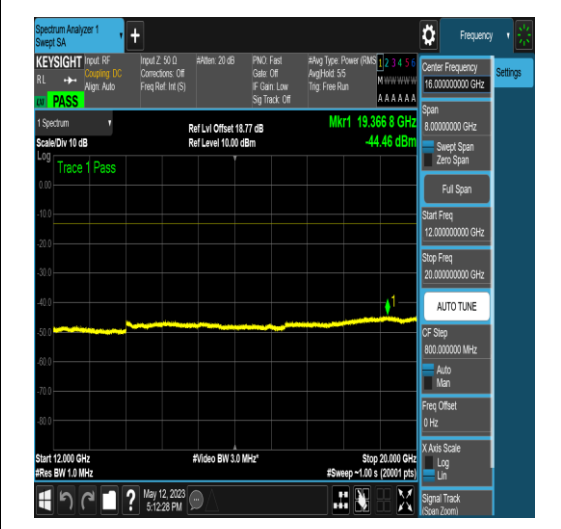 Spectrum Analyzer 1
Swept SA
Frequency
KEYSIGHT
RL
LXI
PASS
Input: RF
Coupling: DC
Align: Auto
Input Z: 50 Ω
Corrections: Off
Freq Ref: Int (S)
#Atten: 20 dB
PNO: Fast
Gate: Off
IF Gain: Low
Sig Track: Off
#Avg Type: Power (RMS
Avg|Hold: 5/5
Trig: Free Run
1 2 3 4 5 6
M W W W W W
A A A A A A
Center Frequency
16.000000000 GHz
Settings
Span
8.00000000 GHz
Swept Span
Zero Span
Full Span
Start Freq
12.000000000 GHz
Stop Freq
20.000000000 GHz
AUTO TUNE
CF Step
800.000000 MHz
Auto
Man
Freq Offset
0 Hz
X Axis Scale
Log
Lin
Signal Track
(Span Zoom)
1 Spectrum
Scale/Div 10 dB
Ref Lvl Offset 18.77 dB
Ref Level 10.00 dBm
Mkr1 19.366 8 GHz
-44.46 dBm
Log
Trace 1 Pass
0.00
-10.0
-20.0
-30.0
-40.0
-50.0
-60.0
-70.0
-80.0
1
Start 12.000 GHz
#Res BW 1.0 MHz
#Video BW 3.0 MHz*
Stop 20.000 GHz
#Sweep ~1.00 s (20001 pts)
?
May 12, 2023
5:12:28 PM